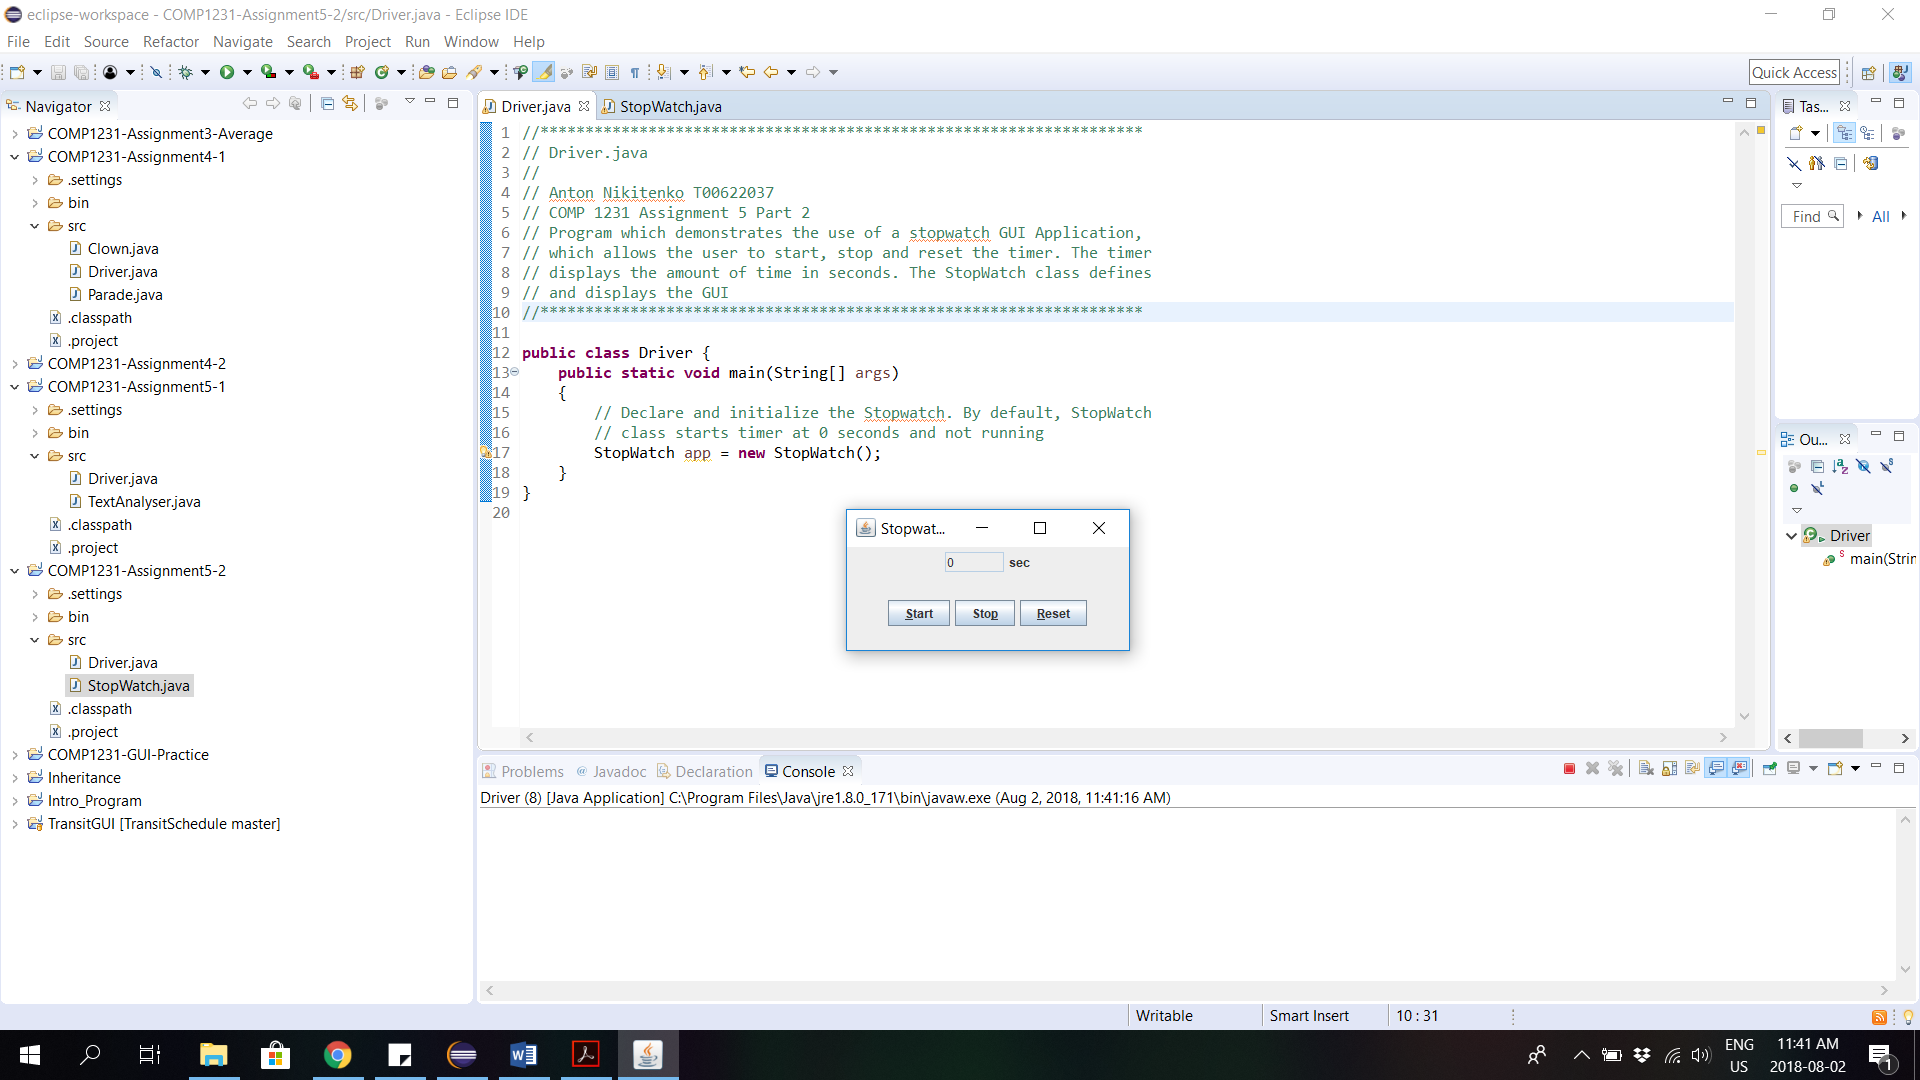 eclipse-workspace - COMP1231-Assignment5-2/src/Driver.java - Eclipse IDE
File Edit Source Refactor Navigate Search Project Run Window Help
Quick Access
Navigator
COMP1231-Assignment3-Average
COMP1231-Assignment4-1
.settings
bin
src
Clown.java
Driver.java
Parade.java
.classpath
.project
COMP1231-Assignment4-2
COMP1231-Assignment5-1
.settings
bin
src
Driver.java
TextAnalyser.java
.classpath
.project
COMP1231-Assignment5-2
.settings
bin
src
Driver.java
StopWatch.java
.classpath
.project
COMP1231-GUI-Practice
Inheritance
Intro_Program
TransitGUI [TransitSchedule master]
Driver.java StopWatch.java
1 //*******************************************************************
2 // Driver.java
3 //
4 // Anton Nikitenko T00622037
5 // COMP 1231 Assignment 5 Part 2
6 // Program which demonstrates the use of a stopwatch GUI Application,
7 // which allows the user to start, stop and reset the timer. The timer
8 // displays the amount of time in seconds. The StopWatch class defines
9 // and displays the GUI
10 //*******************************************************************
11
12 public class Driver {
13 public static void main(String[] args)
14 {
15 // Declare and initialize the Stopwatch. By default, StopWatch
16 // class starts timer at 0 seconds and not running
17 StopWatch app = new StopWatch();
18 }
19 }
20
Stopwat...
0 sec
Start Stop Reset
Tas...
Find All
Ou...
Driver
main(Strin
Problems @ Javadoc Declaration Console
Driver (8) [Java Application] C:\Program Files\Java\jre1.8.0_171\bin\javaw.exe (Aug 2, 2018, 11:41:16 AM)
Writable Smart Insert 10 : 31
ENG
US
11:41 AM
2018-08-02
1